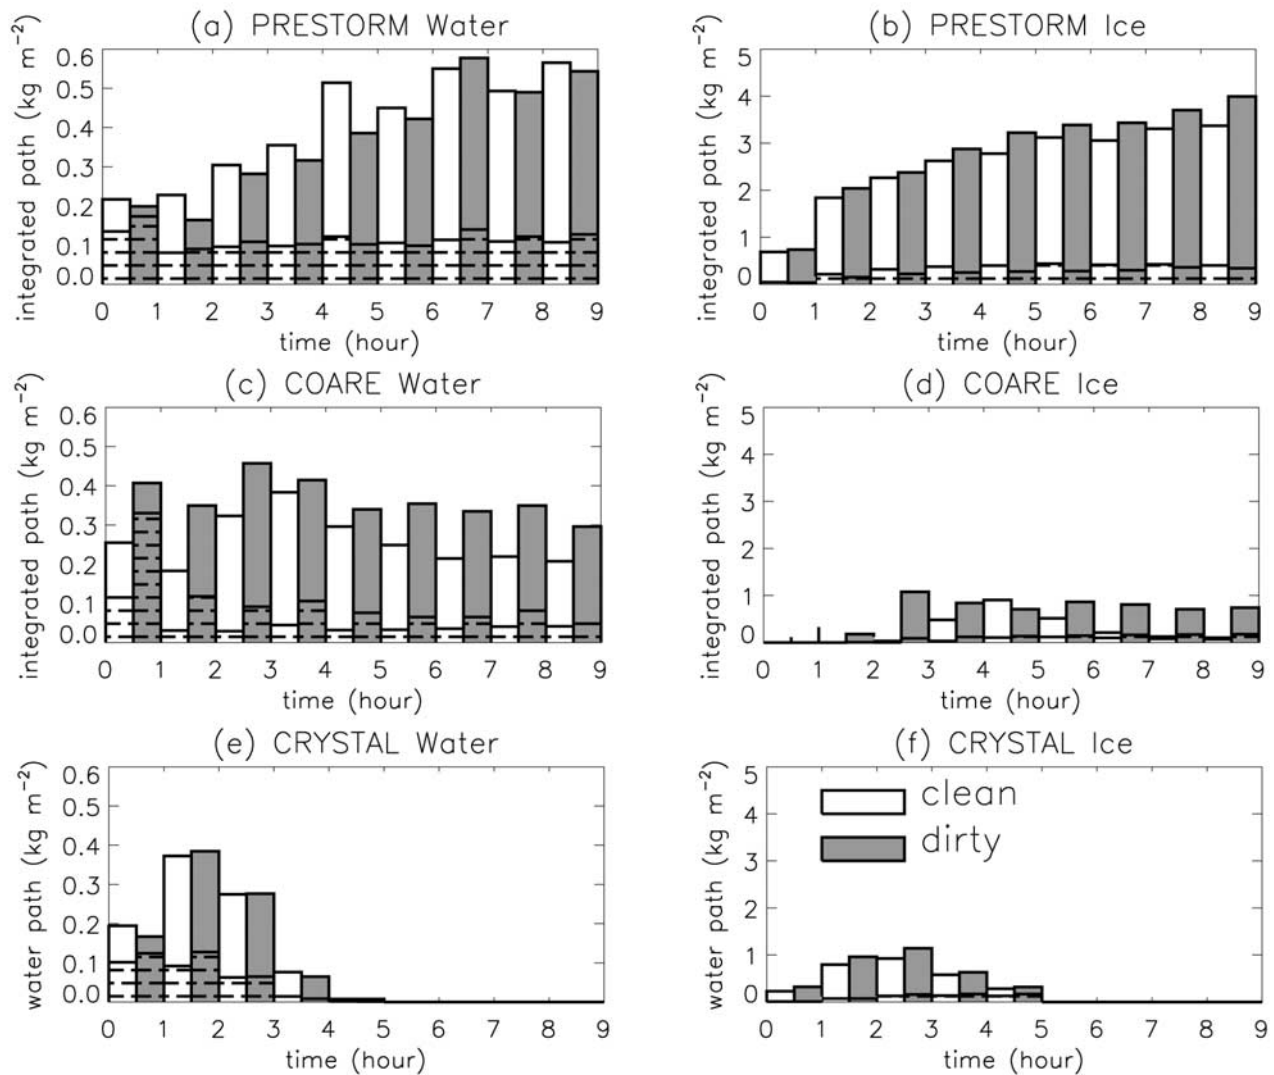 (a) PRESTORM Water
integrated path (kg m⁻²)
0.6
0.5
0.4
0.3
0.2
0.1
0.0
0 1 2 3 4 5 6 7 8 9
time (hour)
(b) PRESTORM Ice
integrated path (kg m⁻²)
5
4
3
2
1
0
0 1 2 3 4 5 6 7 8 9
time (hour)
(c) COARE Water
integrated path (kg m⁻²)
0.6
0.5
0.4
0.3
0.2
0.1
0.0
0 1 2 3 4 5 6 7 8 9
time (hour)
(d) COARE Ice
integrated path (kg m⁻²)
5
4
3
2
1
0
0 1 2 3 4 5 6 7 8 9
time (hour)
(e) CRYSTAL Water
water path (kg m⁻²)
0.6
0.5
0.4
0.3
0.2
0.1
0.0
0 1 2 3 4 5 6 7 8 9
time (hour)
(f) CRYSTAL Ice
water path (kg m⁻²)
5
4
3
2
1
0
clean
dirty
0 1 2 3 4 5 6 7 8 9
time (hour)